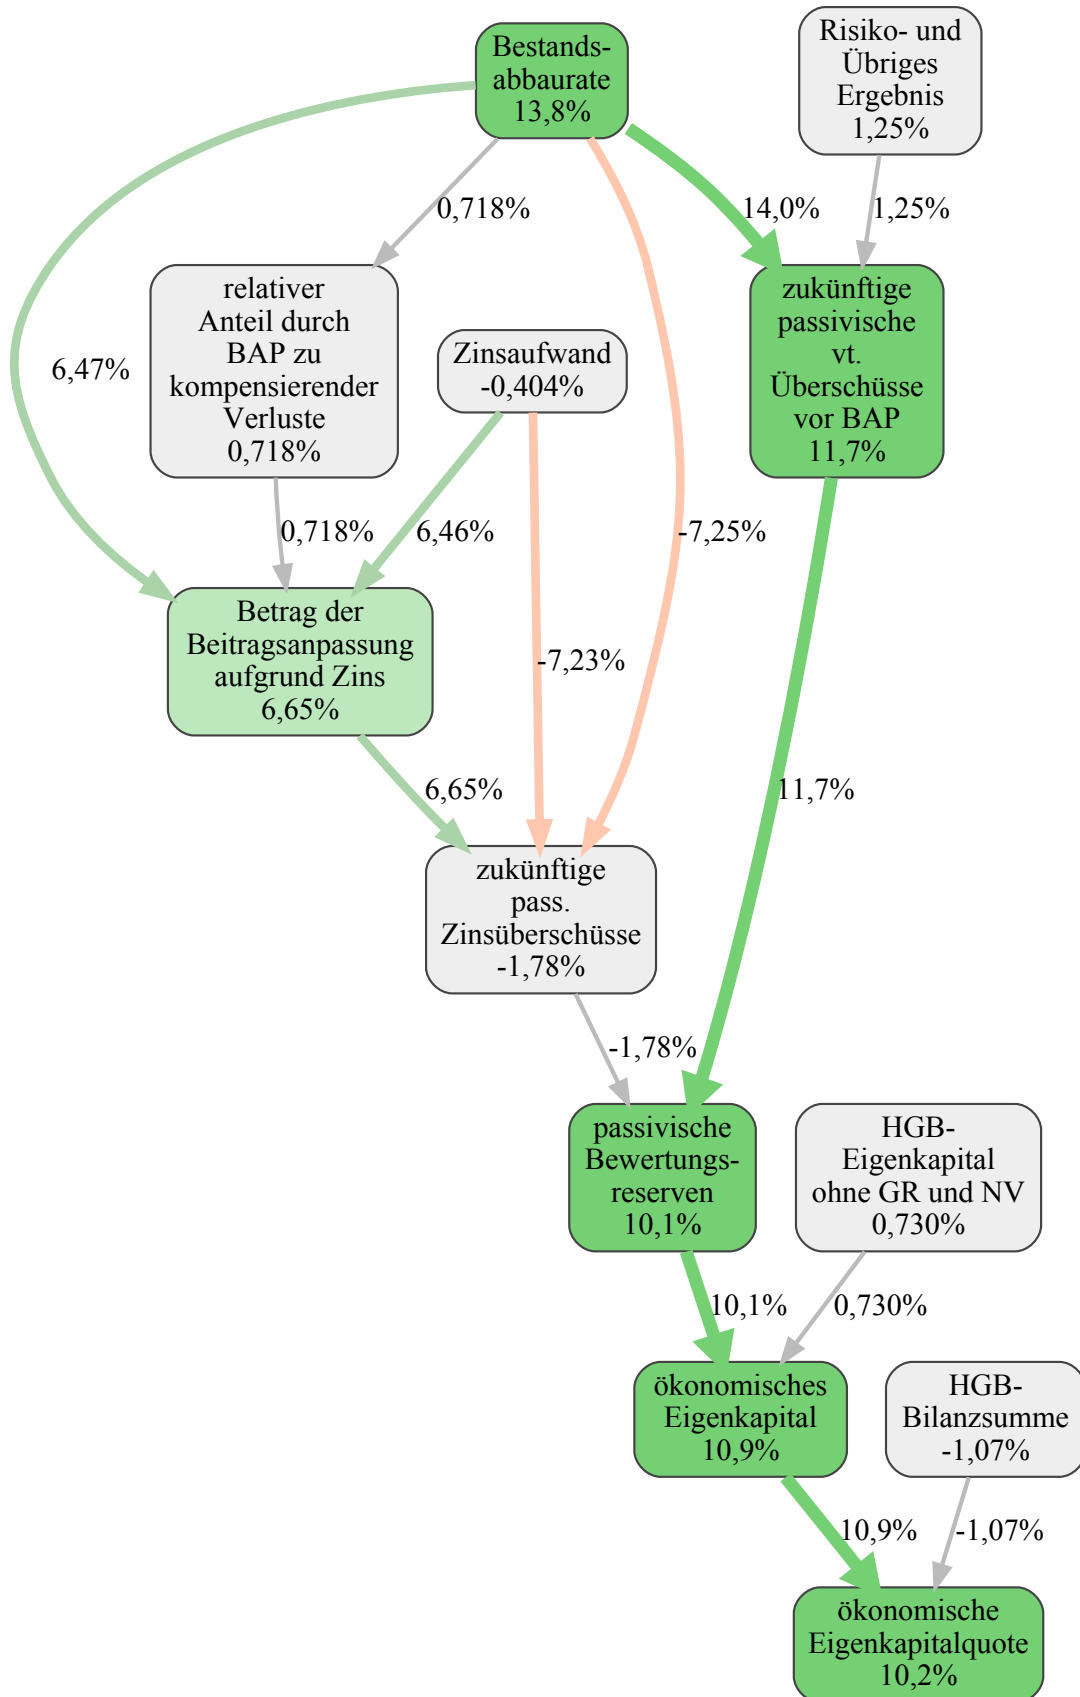 Bestands-
abbaurate
13,8%
Risiko- und
Übriges
Ergebnis
1,25%
0,718%
14,0%
1,25%
relativer
Anteil durch
BAP zu
kompensierender
Verluste
0,718%
Zinsaufwand
-0,404%
zukünftige
passivische
vt.
Überschüsse
vor BAP
11,7%
6,47%
0,718%
6,46%
-7,25%
Betrag der
Beitragsanpassung
aufgrund Zins
6,65%
-7,23%
6,65%
11,7%
zukünftige
pass.
Zinsüberschüsse
-1,78%
-1,78%
passivische
Bewertungs-
reserven
10,1%
HGB-
Eigenkapital
ohne GR und NV
0,730%
10,1%
0,730%
ökonomisches
Eigenkapital
10,9%
HGB-
Bilanzsumme
-1,07%
10,9%
-1,07%
ökonomische
Eigenkapitalquote
10,2%